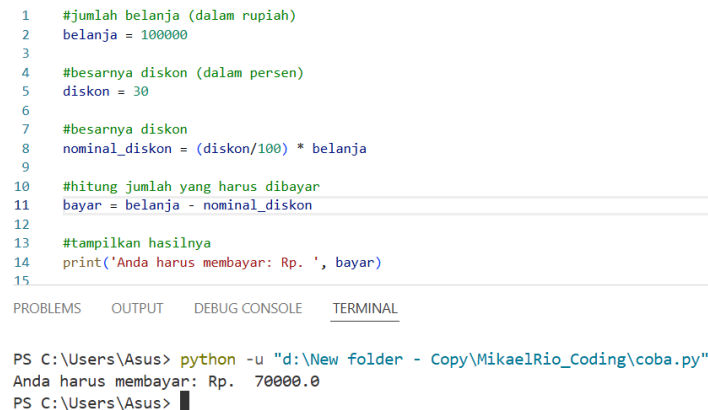 1 #jumlah belanja (dalam rupiah)
2 belanja = 100000
3
4 #besarnya diskon (dalam persen)
5 diskon = 30
6
7 #besarnya diskon
8 nominal_diskon = (diskon/100) * belanja
9
10 #hitung jumlah yang harus dibayar
11 bayar = belanja - nominal_diskon
12
13 #tampilkan hasilnya
14 print('Anda harus membayar: Rp. ', bayar)
15
PROBLEMS OUTPUT DEBUG CONSOLE TERMINAL
PS C:\Users\Asus> python -u "d:\New folder - Copy\MikaelRio_Coding\coba.py"
Anda harus membayar: Rp.  70000.0
PS C:\Users\Asus>